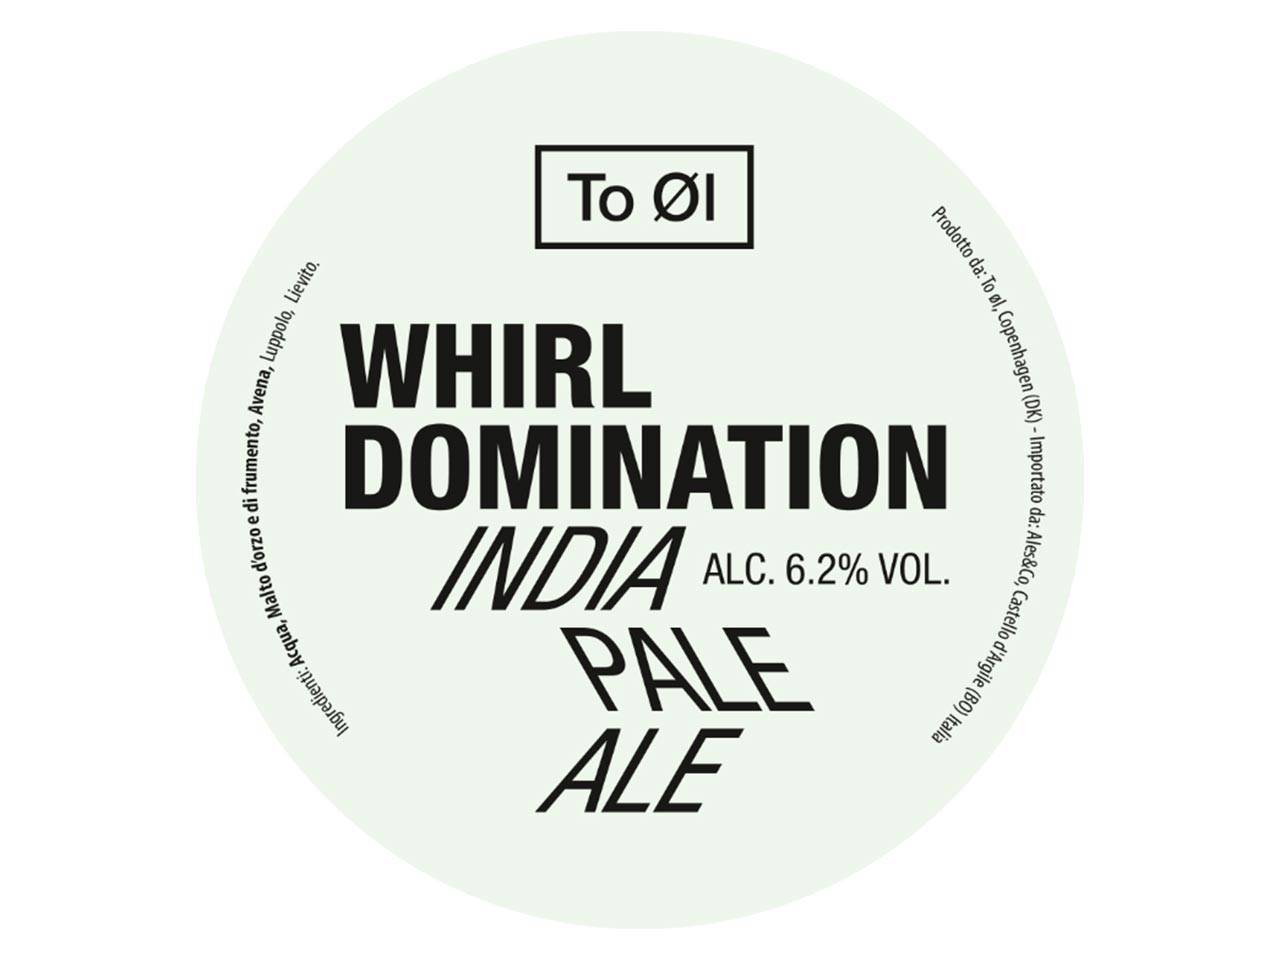 To Øl
WHIRL
DOMINATION
INDIA ALC. 6.2% VOL.
PALE
ALE
Ingredienti: Acqua, Malto d'orzo e di frumento, Avena, Luppolo, Lievito.
Prodotto da: To øl, Copenhagen (DK) - Importato da: Ales&Co, Castello d'Argile (BO) Italia